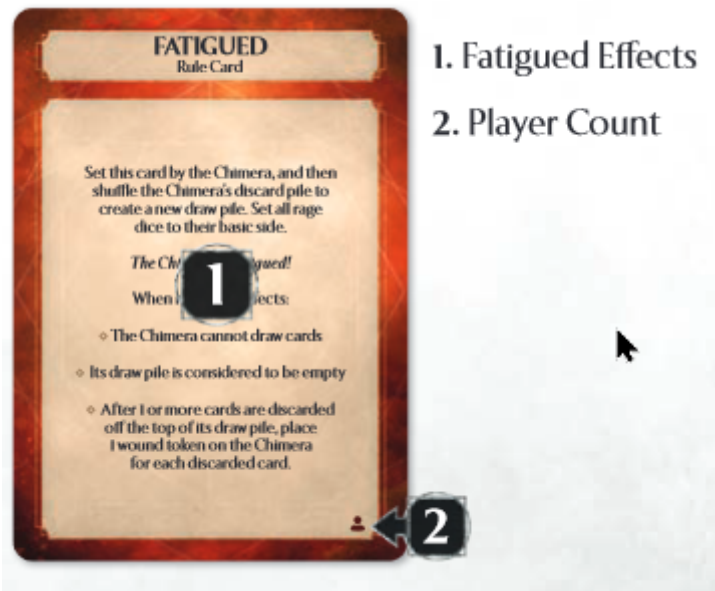 FATIGUED
Rule Card
Set this card by the Chimera, and then
shuffle the Chimera's discard pile to
create a new draw pile. Set all rage
dice to their basic side.
The Ch
When
⋄ The Chimera cannot draw cards
⋄ Its draw pile is considered to be empty
⋄ After 1 or more cards are discarded
off the top of its draw pile, place
1 wound token on the Chimera
for each discarded card.
1
2
1. Fatigued Effects
2. Player Count